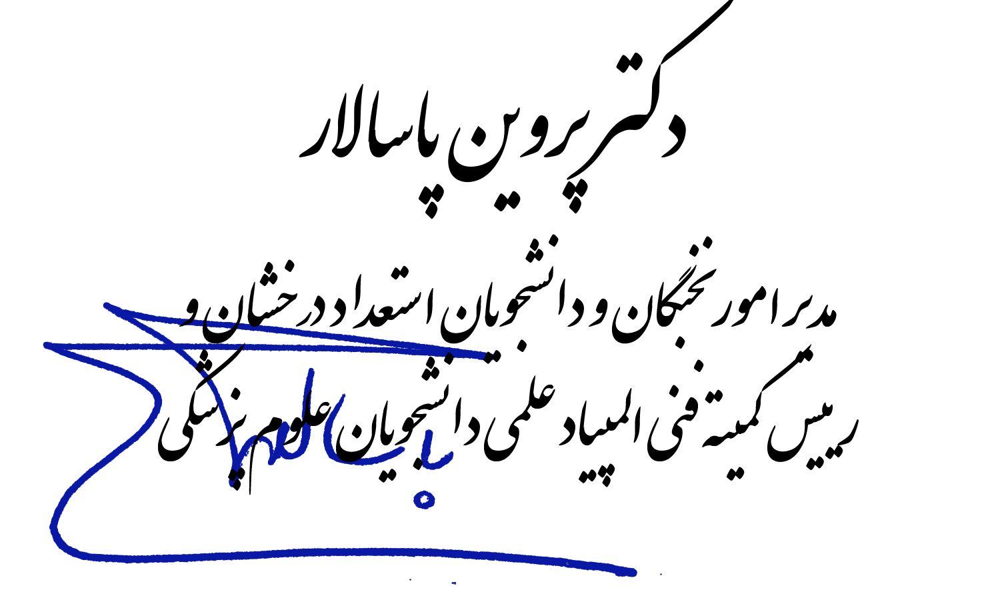 دکتر پروین پاسالار
مدیر امور نخبگان و دانشجویان استعداد درخشان و
رییس کمیته فنی المپیاد علمی دانشجویان علوم پزشکی